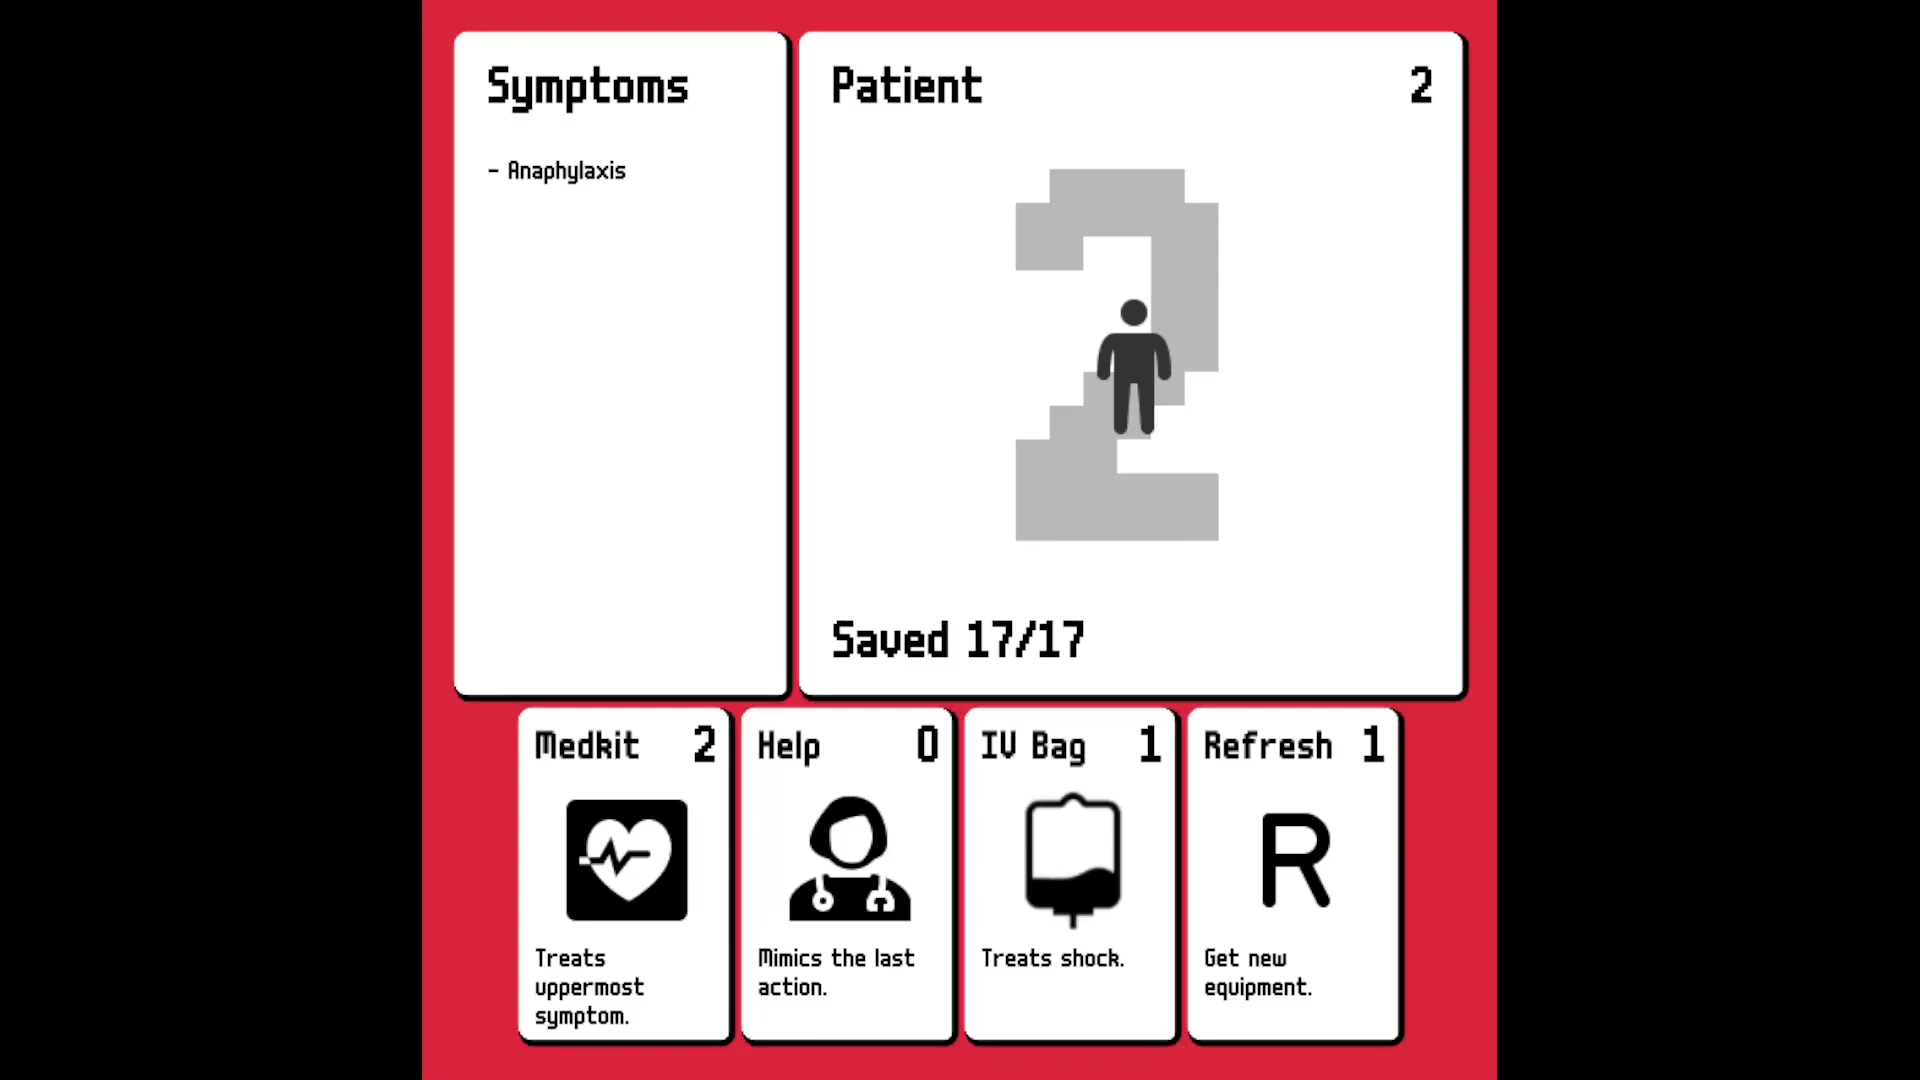 Symptoms
- Anaphylaxis
Patient 2
2
Saved 17/17
Medkit 2
Treats
uppermost
symptom.
Help 0
Mimics the last
action.
IV Bag 1
Treats shock.
Refresh 1
R
Get new
equipment.